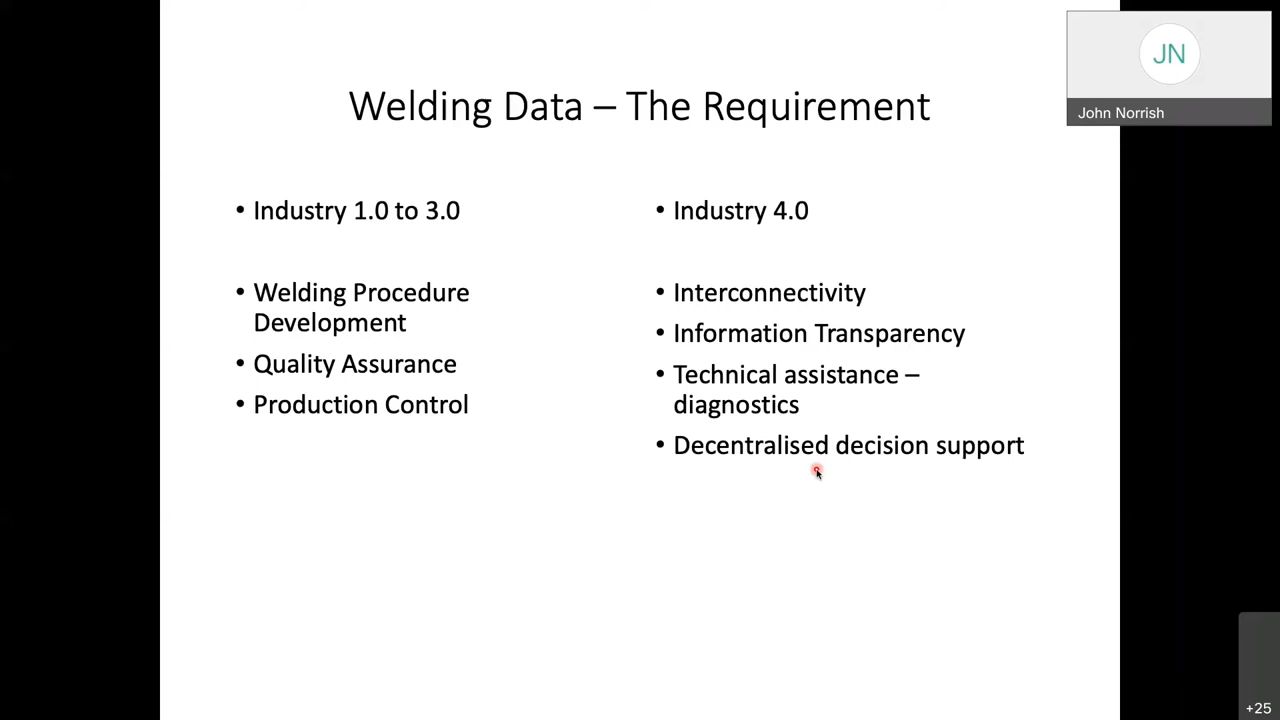 Welding Data – The Requirement
• Industry 1.0 to 3.0
• Welding Procedure
Development
• Quality Assurance
• Production Control
• Industry 4.0
• Interconnectivity
• Information Transparency
• Technical assistance –
diagnostics
• Decentralised decision support
JN
John Norrish
+25